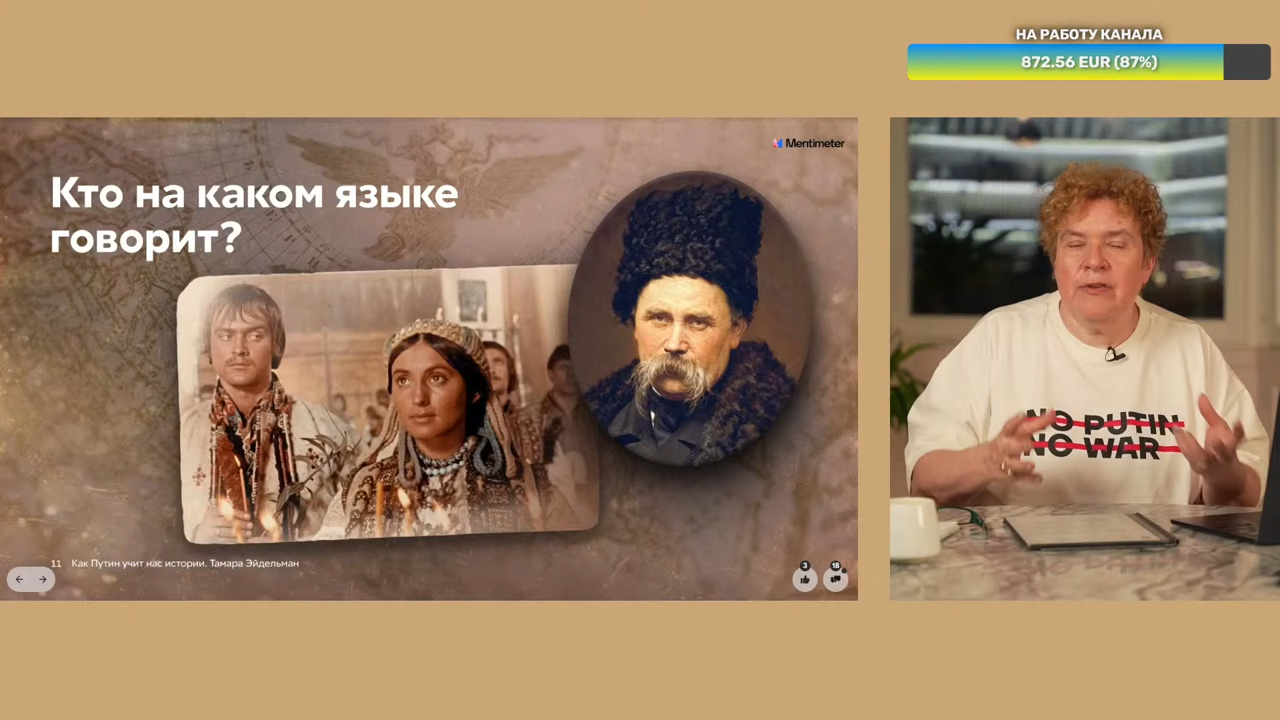 НА РАБОТУ КАНАЛА
872.56 EUR (87%)
Mentimeter
Кто на каком языке
говорит?
NO PUTIN
NO WAR
11 Как Путин учит нас истории. Тамара Эйдельман
3
18